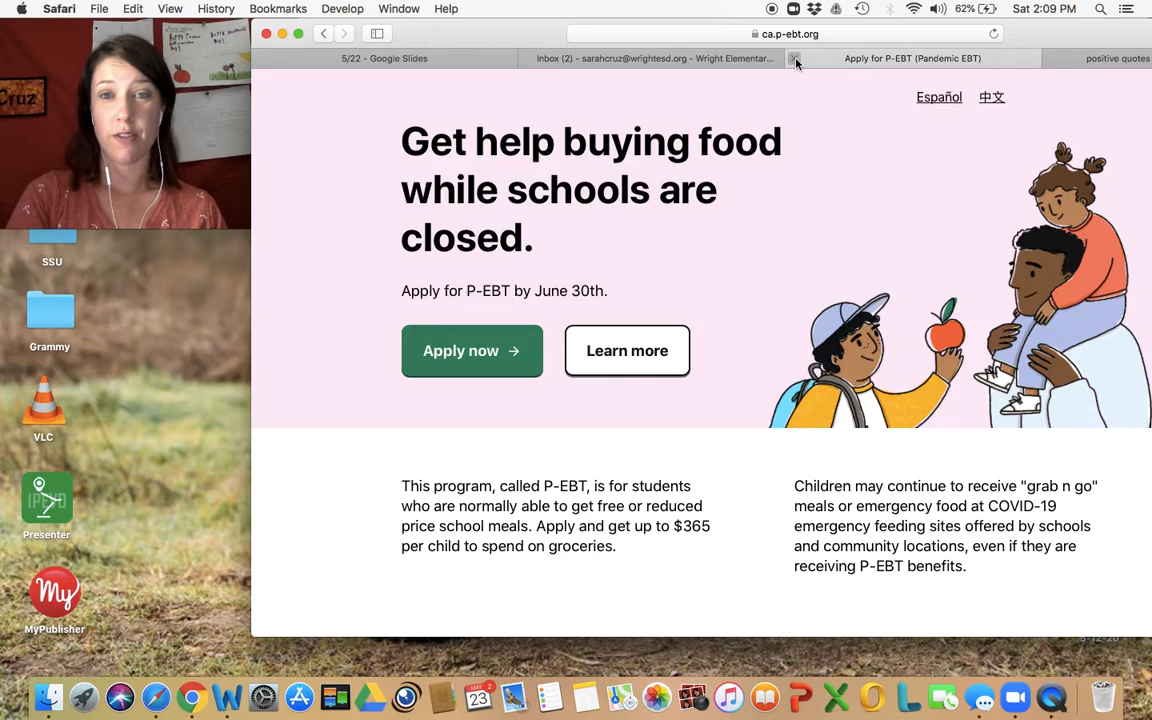 Safari File Edit View History Bookmarks Develop Window Help 62% Sat 2:09 PM
ca.p-ebt.org
5/22 - Google Slides
Inbox (2) - sarahcruz@wrightesd.org - Wright Elementar...
Apply for P-EBT (Pandemic EBT)
positive quotes
Cruz
Español 中文
Get help buying food
while schools are
closed.
Apply for P-EBT by June 30th.
Apply now →
Learn more
This program, called P-EBT, is for students
who are normally able to get free or reduced
price school meals. Apply and get up to $365
per child to spend on groceries.
Children may continue to receive "grab n go"
meals or emergency food at COVID-19
emergency feeding sites offered by schools
and community locations, even if they are
receiving P-EBT benefits.
SSU
Grammy
VLC
IPEVO
Presenter
My
MyPublisher
MAY
23
2